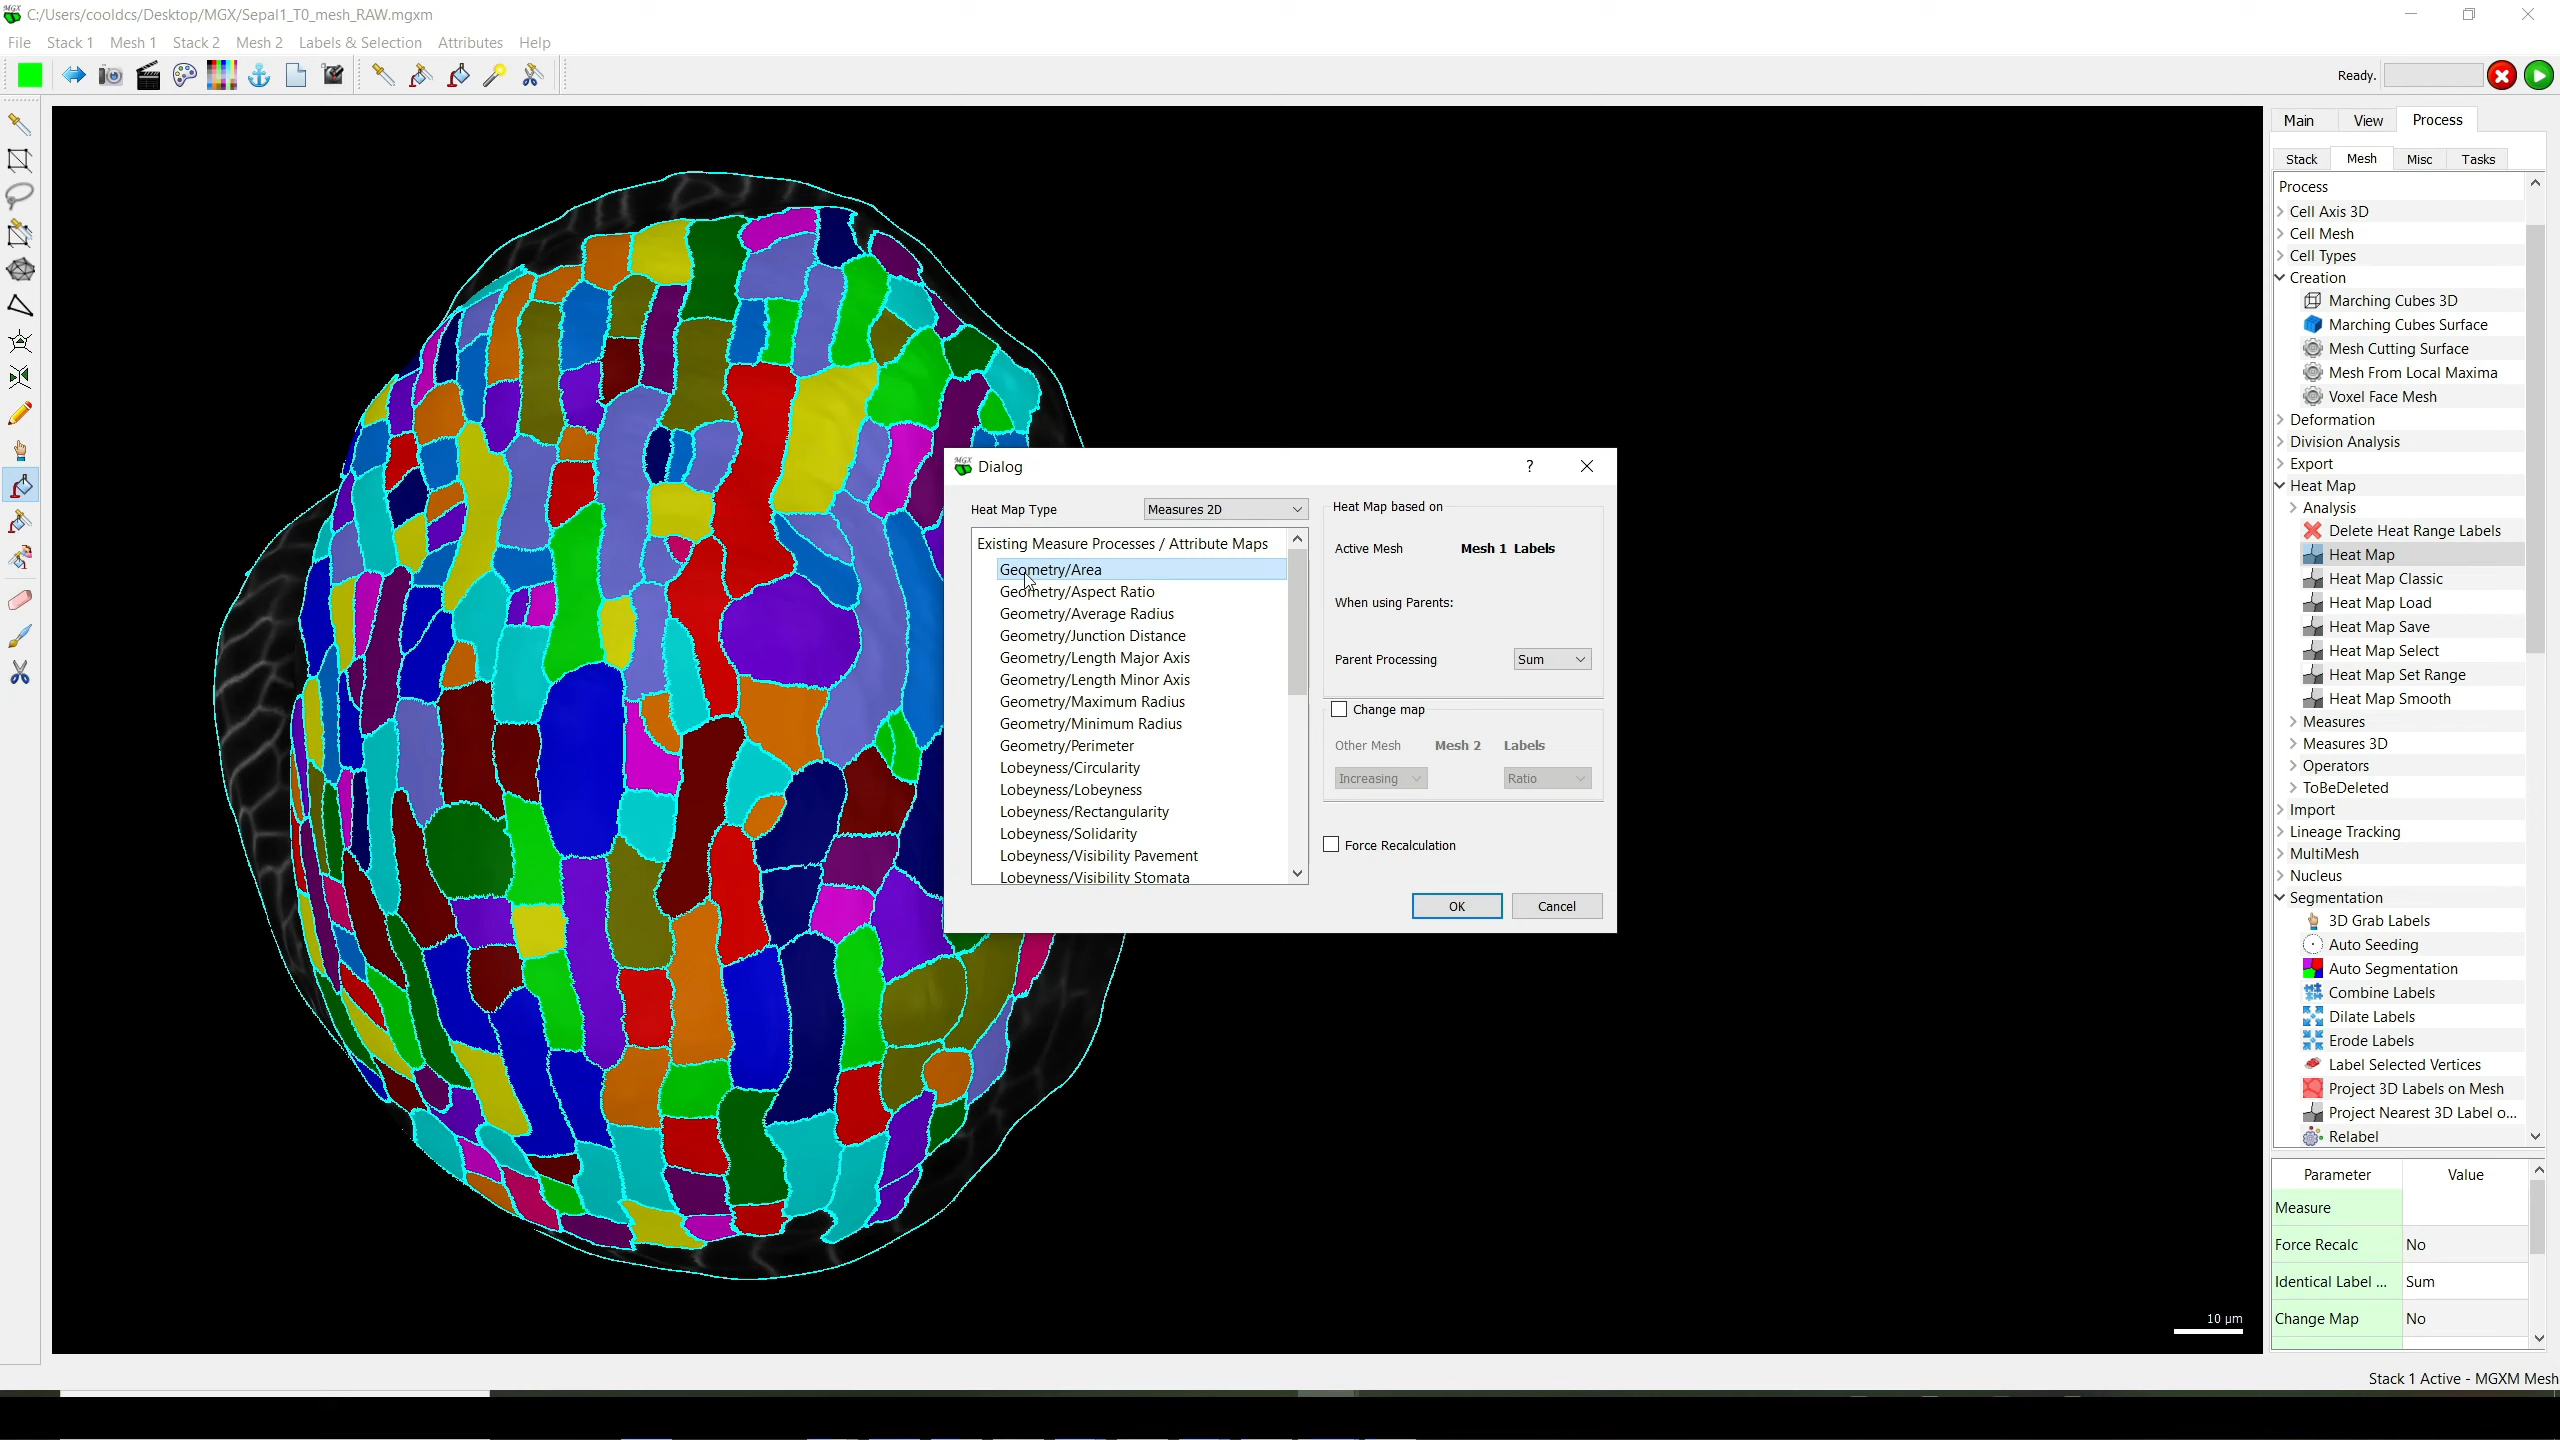 MGX C:/Users/cooldcs/Desktop/MGX/Sepal1_T0_mesh_RAW.mgxm
File Stack 1 Mesh 1 Stack 2 Mesh 2 Labels & Selection Attributes Help
Ready.
Main View Process
Stack Mesh Misc Tasks
Process
Cell Axis 3D
Cell Mesh
Cell Types
Creation
Marching Cubes 3D
Marching Cubes Surface
Mesh Cutting Surface
Mesh From Local Maxima
Voxel Face Mesh
Deformation
Division Analysis
Export
Heat Map
Analysis
Delete Heat Range Labels
Heat Map
Heat Map Classic
Heat Map Load
Heat Map Save
Heat Map Select
Heat Map Set Range
Heat Map Smooth
Measures
Measures 3D
Operators
ToBeDeleted
Import
Lineage Tracking
MultiMesh
Nucleus
Segmentation
3D Grab Labels
Auto Seeding
Auto Segmentation
Combine Labels
Dilate Labels
Erode Labels
Label Selected Vertices
Project 3D Labels on Mesh
Project Nearest 3D Label o...
Relabel
Parameter Value
Measure
Force Recalc No
Identical Label ... Sum
Change Map No
MGX Dialog
?
Heat Map Type Measures 2D
Existing Measure Processes / Attribute Maps
Geometry/Area
Geometry/Aspect Ratio
Geometry/Average Radius
Geometry/Junction Distance
Geometry/Length Major Axis
Geometry/Length Minor Axis
Geometry/Maximum Radius
Geometry/Minimum Radius
Geometry/Perimeter
Lobeyness/Circularity
Lobeyness/Lobeyness
Lobeyness/Rectangularity
Lobeyness/Solidarity
Lobeyness/Visibility Pavement
Lobeyness/Visibility Stomata
Heat Map based on
Active Mesh Mesh 1 Labels
When using Parents:
Parent Processing Sum
Change map
Other Mesh Mesh 2 Labels
Increasing Ratio
Force Recalculation
OK Cancel
10 µm
Stack 1 Active - MGXM Mesh